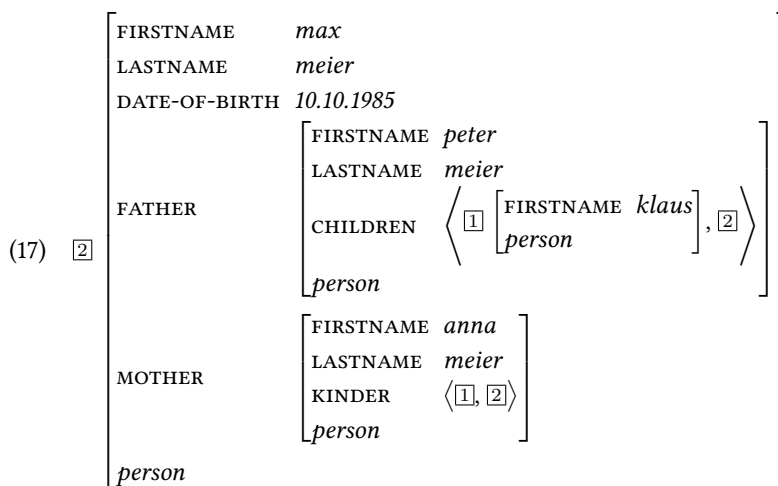 FIRSTNAME max
LASTNAME meier
DATE-OF-BIRTH 10.10.1985
FIRSTNAME peter
LASTNAME meier
FATHER
CHILDREN ⟨ 1 [FIRSTNAME klaus
person], 2 ⟩
person
(17) 2
FIRSTNAME anna
LASTNAME meier
MOTHER
KINDER ⟨1, 2⟩
person
person